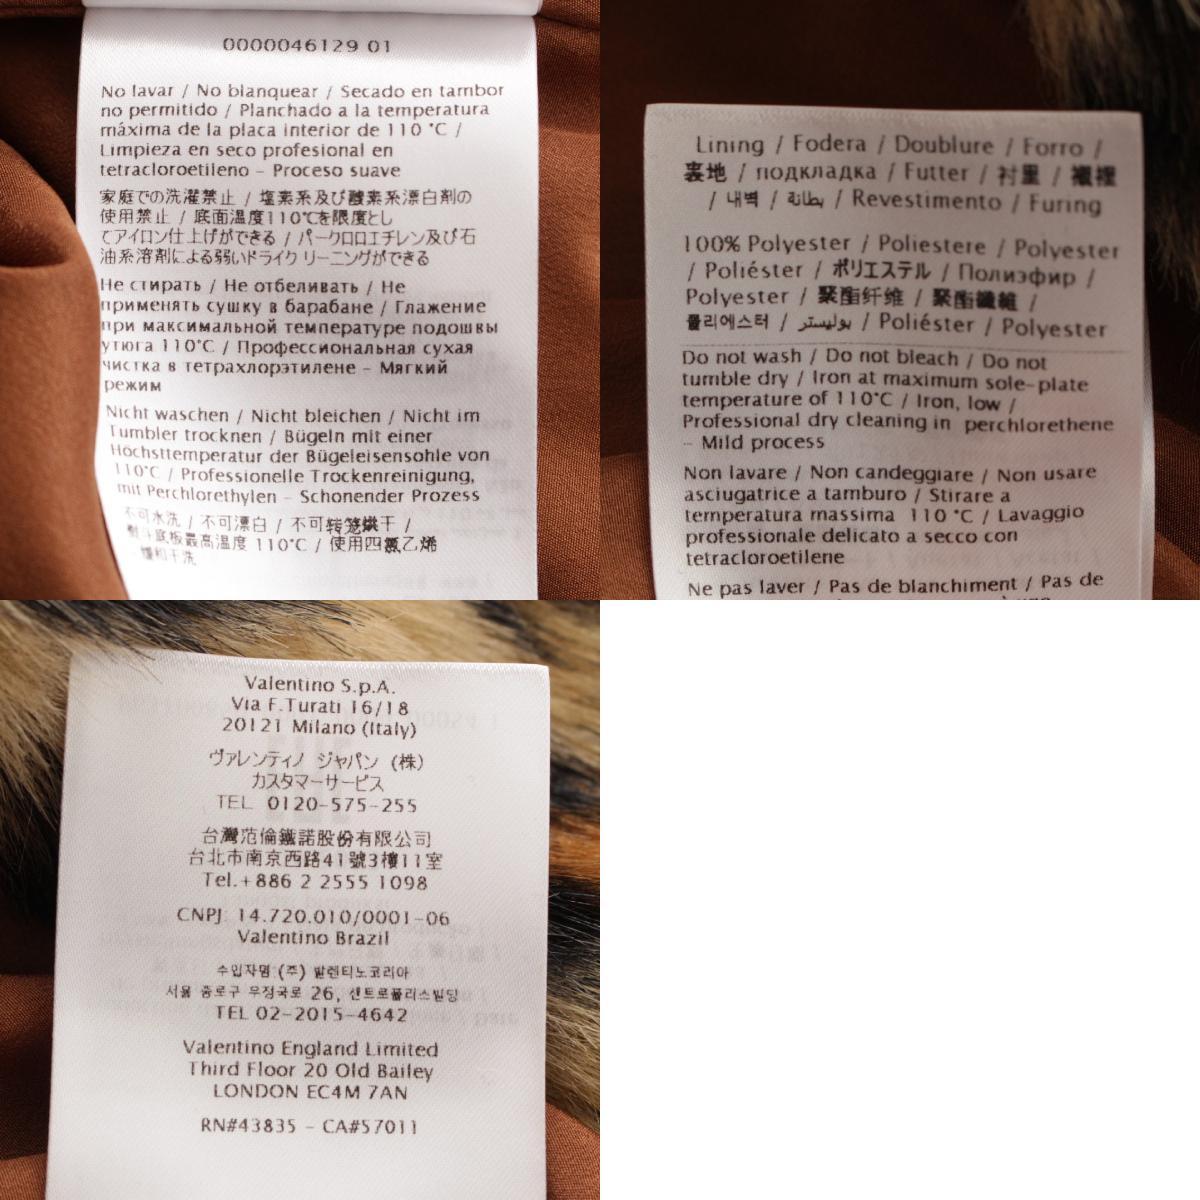 0000046129 01
No lavar / No blanquear / Secado en tambor
no permitido / Planchado a la temperatura
máxima de la placa interior de 110 °C /
Limpieza en seco profesional en
tetracloroetileno – Proceso suave
家庭での洗濯禁止 / 塩素系及び酸素系漂白剤の
使用禁止 / 底面温度110℃を限度とし
てアイロン仕上げができる / パークロロエチレン及び石
油系溶剤による弱いドライクリーニングができる
Не стирать / Не отбеливать / Не
применять сушку в барабане / Глажение
при максимальной температуре подошвы
утюга 110°C / Профессиональная сухая
чистка в тетрахлорэтилене – Мягкий
режим
Nicht waschen / Nicht bleichen / Nicht im
Tumbler trocknen / Bügeln mit einer
Höchsttemperatur der Bügeleisensohle von
110°C / Professionelle Trockenreinigung,
mit Perchlorethylen – Schonender Prozess
不可水洗 / 不可漂白 / 不可转笼烘干 /
熨斗底板最高温度 110°C / 使用四氯乙烯
缓和干洗
Lining / Fodera / Doublure / Forro /
裏地 / подкладка / Futter / 衬里 / 襯裡
/ 내벽 / بطانة / Revestimento / Furing
100% Polyester / Poliestere / Polyester
/ Poliéster / ポリエステル / Полиэфир /
Polyester / 聚酯纤维 / 聚酯纖維 /
폴리에스터 / بوليستر / Poliéster / Polyester
Do not wash / Do not bleach / Do not
tumble dry / Iron at maximum sole-plate
temperature of 110°C / Iron, low /
Professional dry cleaning in perchlorethene
– Mild process
Non lavare / Non candeggiare / Non usare
asciugatrice a tamburo / Stirare a
temperatura massima 110 °C / Lavaggio
professionale delicato a secco con
tetracloroetilene
Ne pas laver / Pas de blanchiment / Pas de
Valentino S.p.A.
Via F.Turati 16/18
20121 Milano (Italy)
ヴァレンティノ ジャパン (株)
カスタマーサービス
TEL 0120-575-255
台灣范倫鐵諾股份有限公司
台北市南京西路41號3樓11室
Tel.+886 2 2555 1098
CNPJ: 14.720.010/0001-06
Valentino Brazil
수입자명 (주) 발렌티노코리아
서울 종로구 우정국로 26, 센트로폴리스빌딩
TEL 02-2015-4642
Valentino England Limited
Third Floor 20 Old Bailey
LONDON EC4M 7AN
RN#43835 – CA#57011